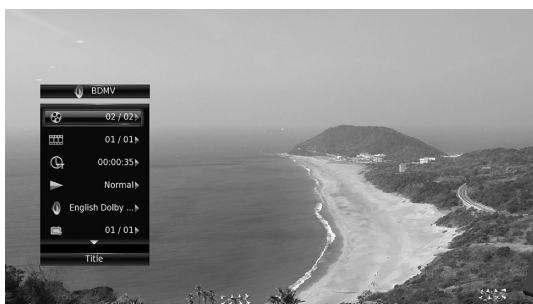 BDMV
02 / 02
01 / 01
00:00:35
Normal
English Dolby ...
01 / 01
Title